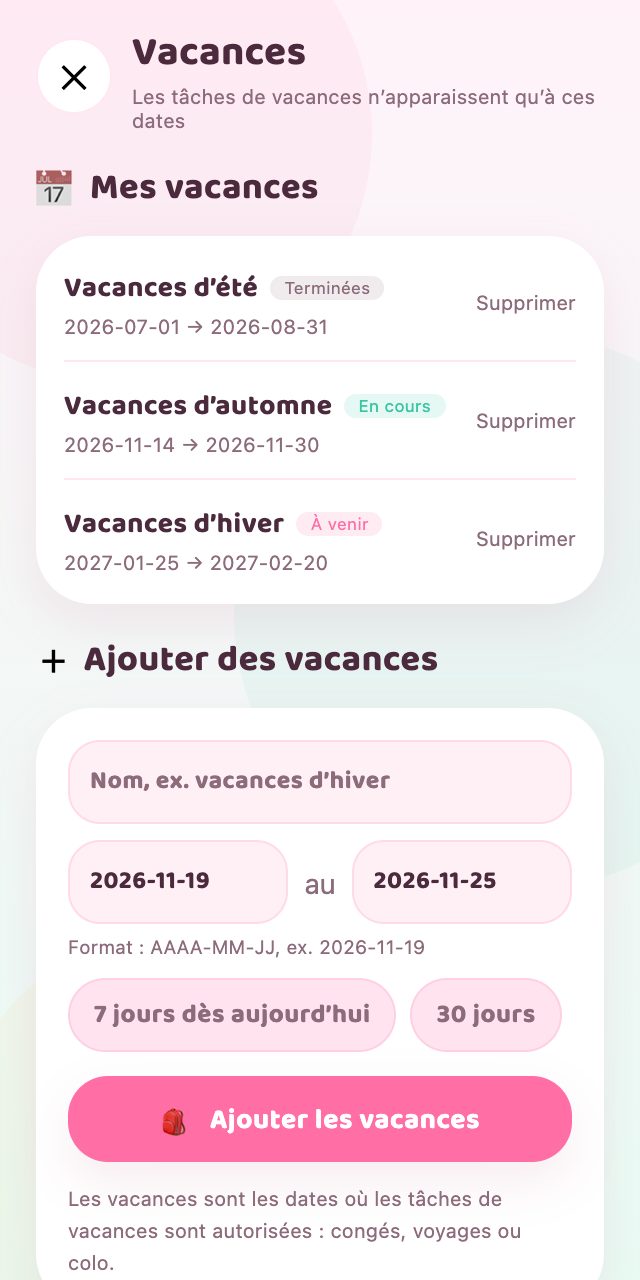 Vacances
Les tâches de vacances n’apparaissent qu’à ces
dates
JUL
17
Mes vacances
Vacances d’été
Terminées
2026-07-01 → 2026-08-31
Supprimer
Vacances d’automne
En cours
2026-11-14 → 2026-11-30
Supprimer
Vacances d’hiver
À venir
2027-01-25 → 2027-02-20
Supprimer
+ Ajouter des vacances
Nom, ex. vacances d’hiver
2026-11-19 au 2026-11-25
Format : AAAA-MM-JJ, ex. 2026-11-19
7 jours dès aujourd’hui
30 jours
Ajouter les vacances
Les vacances sont les dates où les tâches de
vacances sont autorisées : congés, voyages ou
colo.